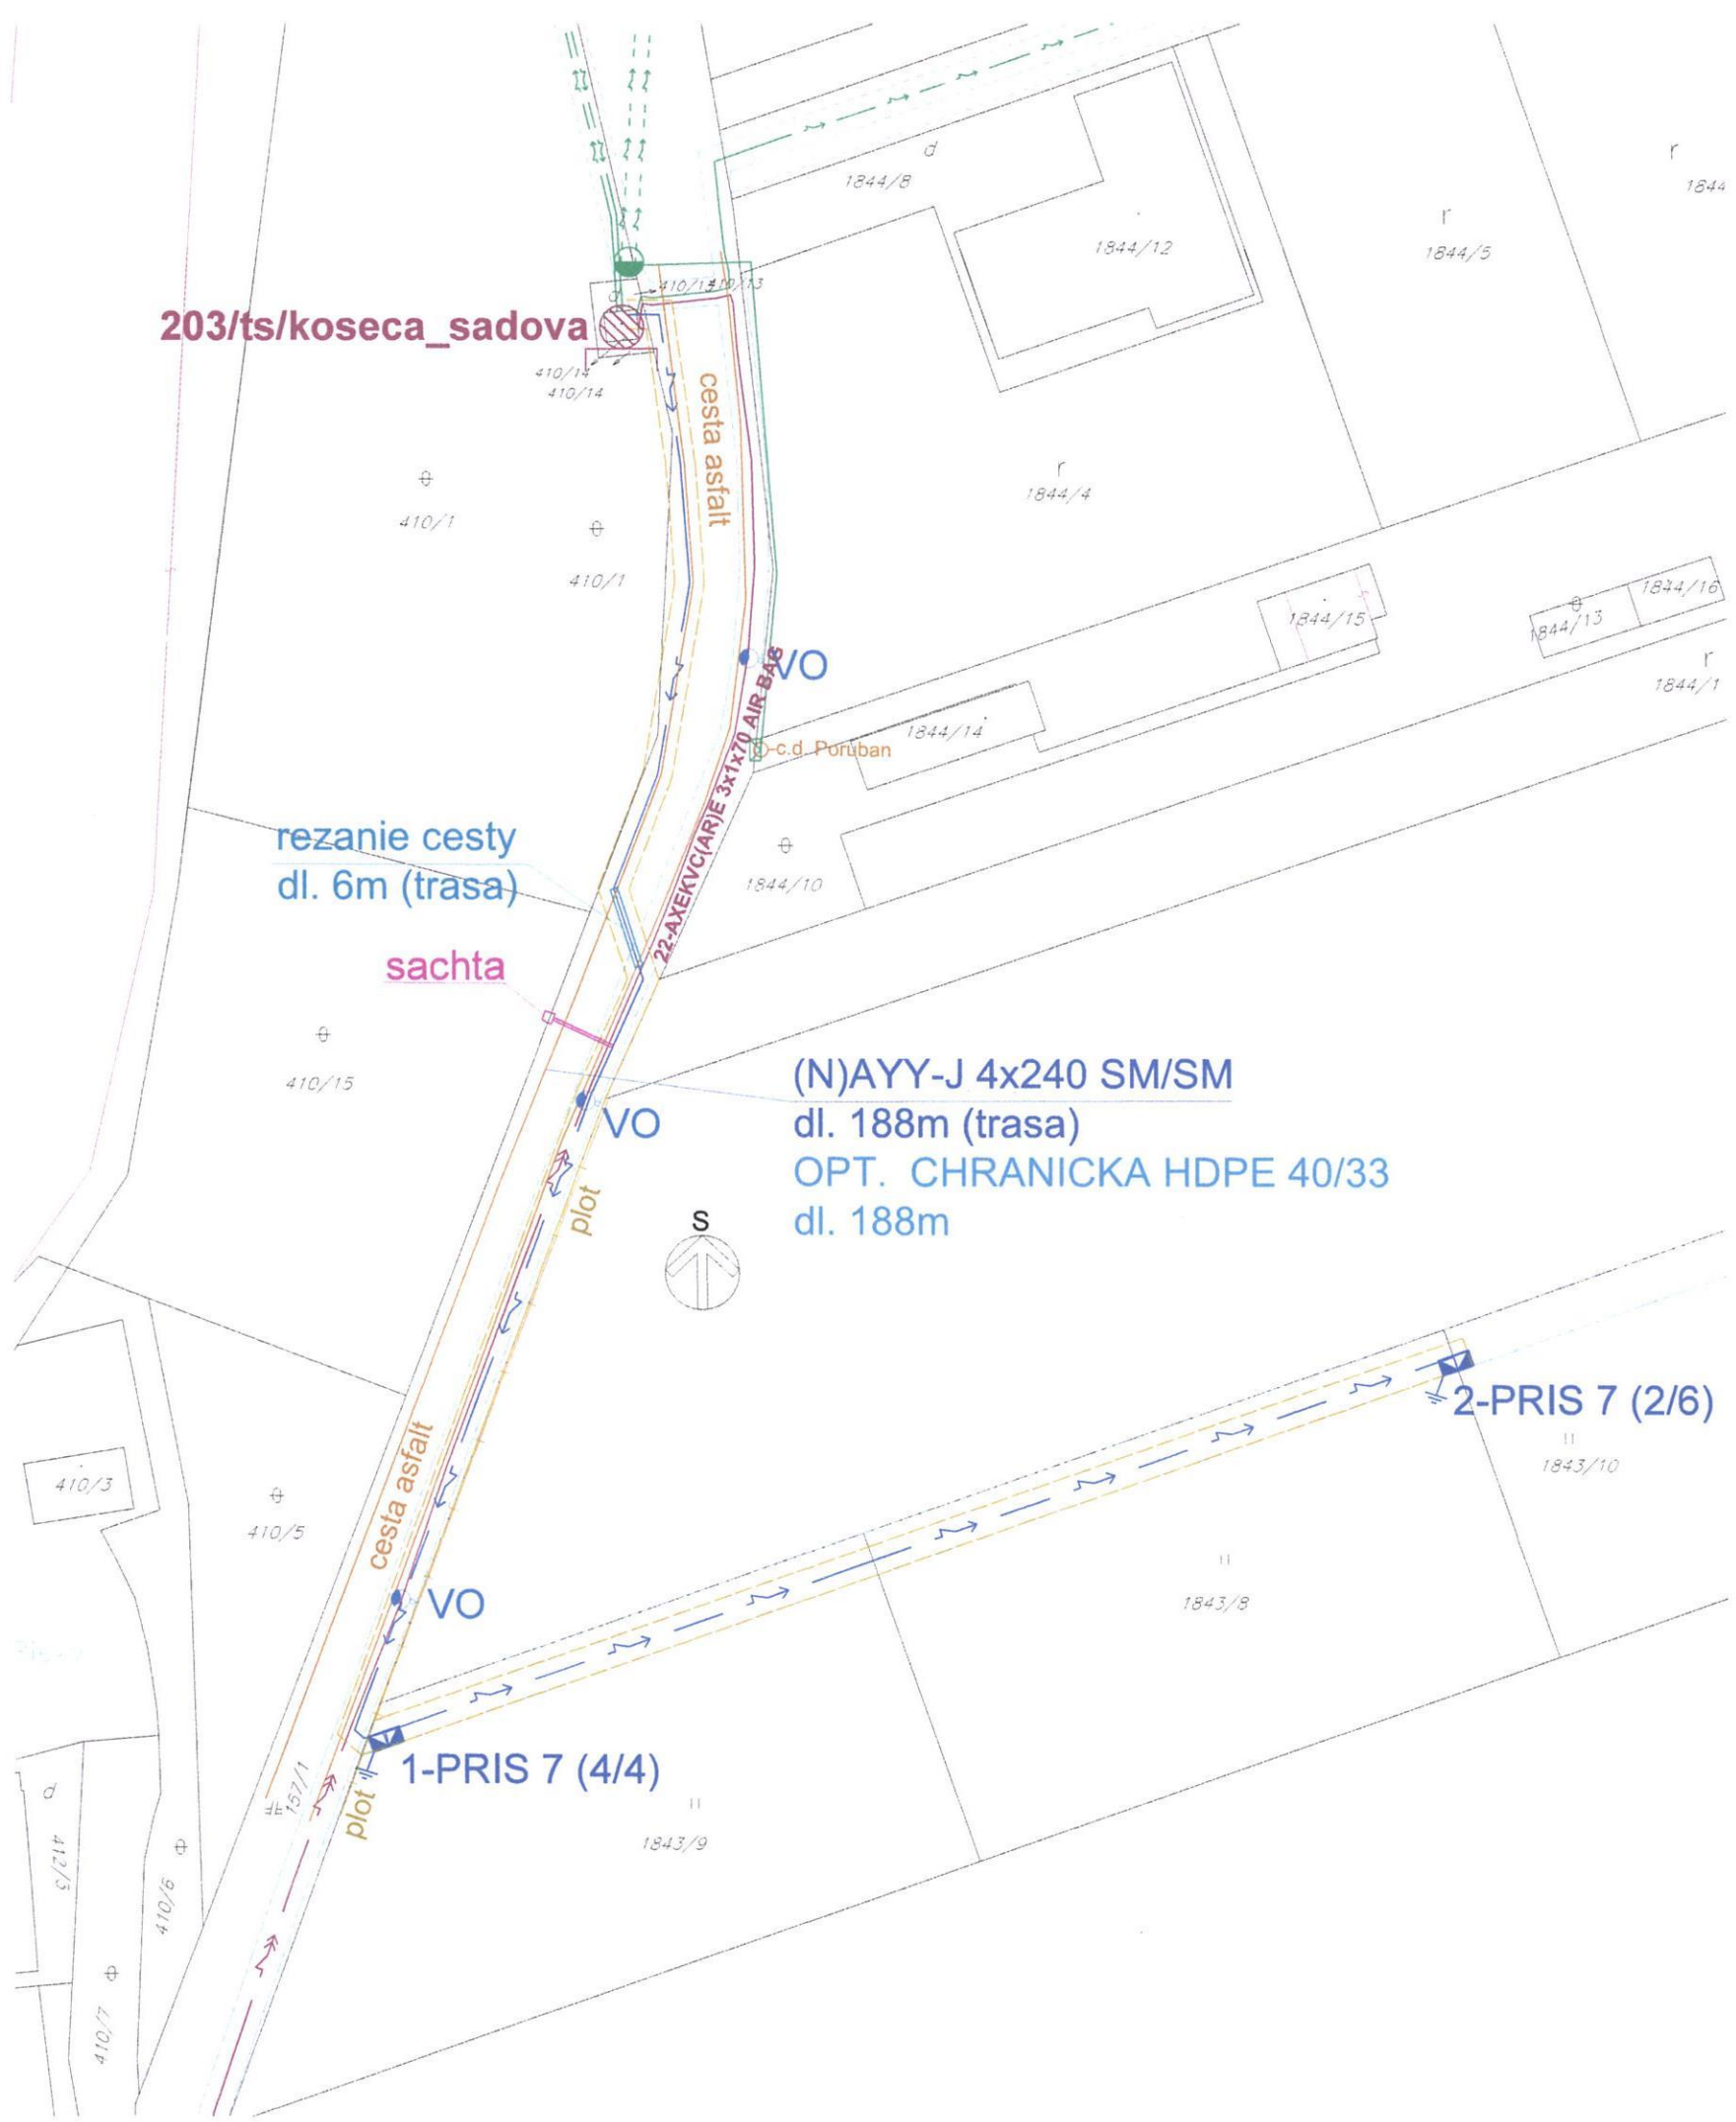 d
1844/8
r
1844
1844/12
r
1844/5
410/13
203/ts/koseca_sadova
410/14
410/14
cesta asfalt
410/1
r
1844/4
410/1
1844/15
1844/13
1844/16
VO
r
1844/1
22-AXEKVC(AR)E 3x1x70 AIR BAG
1844/14
c.d. Poruban
rezanie cesty
dl. 6m (trasa)
1844/10
sachta
410/15
(N)AYY-J 4x240 SM/SM
dl. 188m (trasa)
OPT. CHRANICKA HDPE 40/33
dl. 188m
VO
plot
S
2-PRIS 7 (2/6)
1843/10
410/3
cesta asfalt
410/5
1843/8
VO
1-PRIS 7 (4/4)
157/1
plot
1843/9
d
412/3
410/6
410/7